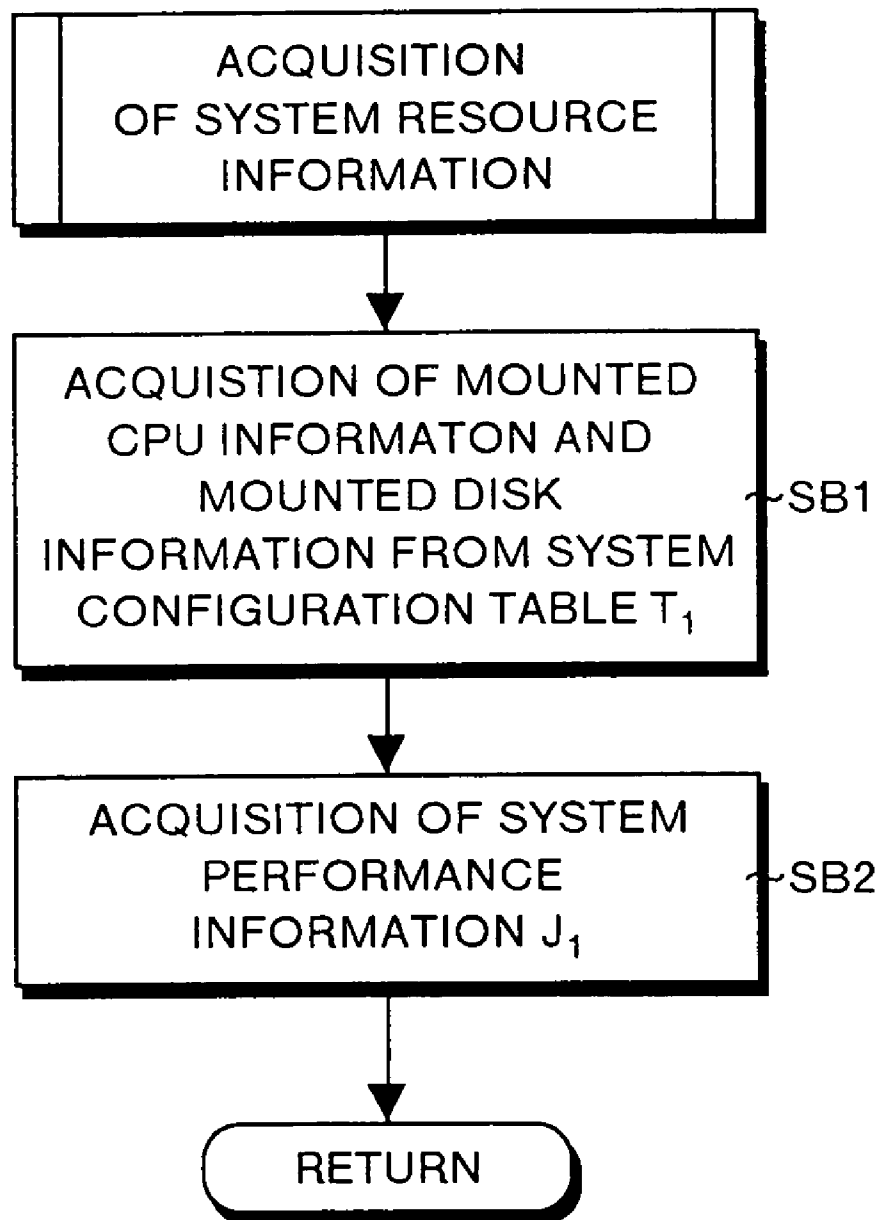 ACQUISITION
OF SYSTEM RESOURCE
INFORMATION
ACQUISTION OF MOUNTED
CPU INFORMATON AND
MOUNTED DISK
INFORMATION FROM SYSTEM
CONFIGURATION TABLE T₁
SB1
ACQUISITION OF SYSTEM
PERFORMANCE
INFORMATION J₁
SB2
RETURN